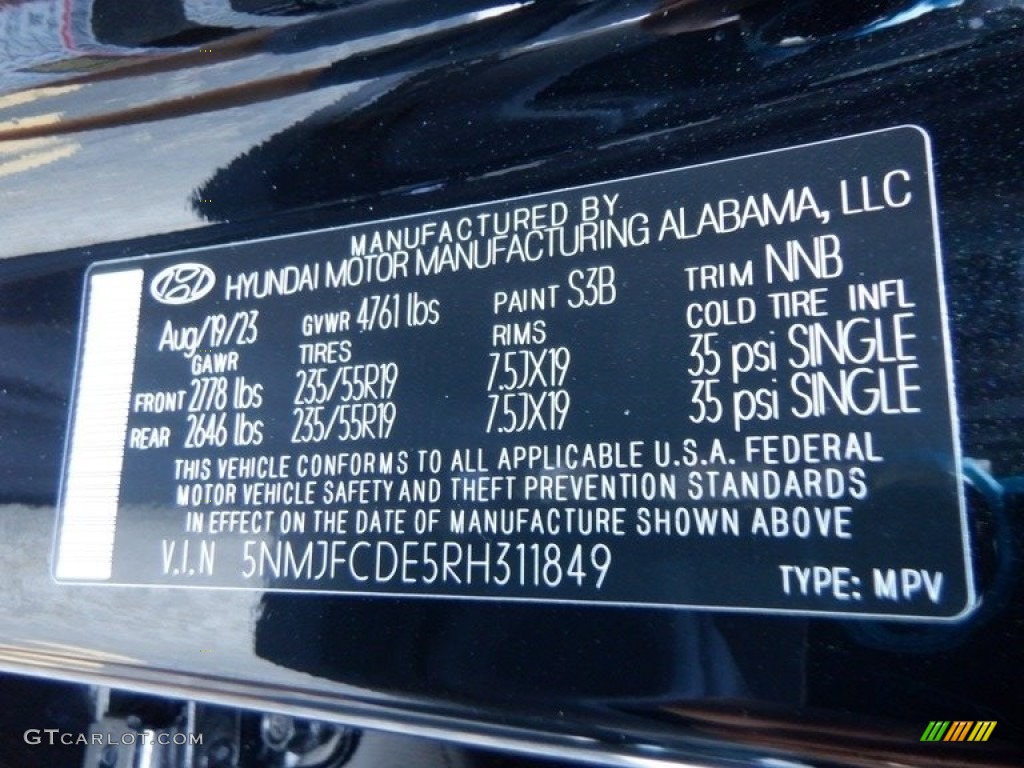 MANUFACTURED BY
HYUNDAI MOTOR MANUFACTURING ALABAMA, LLC
Aug/19/23 GVWR 4761 lbs PAINT S3B TRIM NNB
GAWR TIRES RIMS COLD TIRE INFL
FRONT 2778 lbs 235/55R19 7.5JX19 35 psi SINGLE
REAR 2646 lbs 235/55R19 7.5JX19 35 psi SINGLE
THIS VEHICLE CONFORMS TO ALL APPLICABLE U.S.A. FEDERAL
MOTOR VEHICLE SAFETY AND THEFT PREVENTION STANDARDS
IN EFFECT ON THE DATE OF MANUFACTURE SHOWN ABOVE
V.I.N 5NMJFCDE5RH311849 TYPE: MPV
GTCARLOT.COM